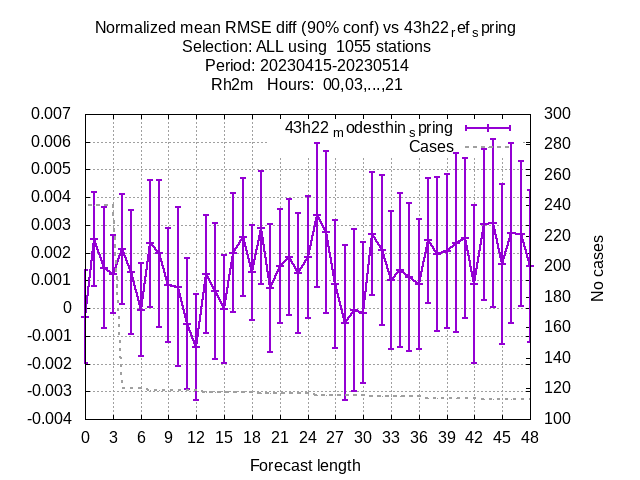 Normalized mean RMSE diff (90% conf) vs 43h22refspring
Selection: ALL using 1055 stations
Period: 20230415-20230514
Rh2m Hours: 00,03,...,21
43h22modesthinspring
Cases
0.007
0.006
0.005
0.004
0.003
0.002
0.001
0
-0.001
-0.002
-0.003
-0.004
300
280
260
240
220
200
180
160
140
120
100
No cases
0 3 6 9 12 15 18 21 24 27 30 33 36 39 42 45 48
Forecast length